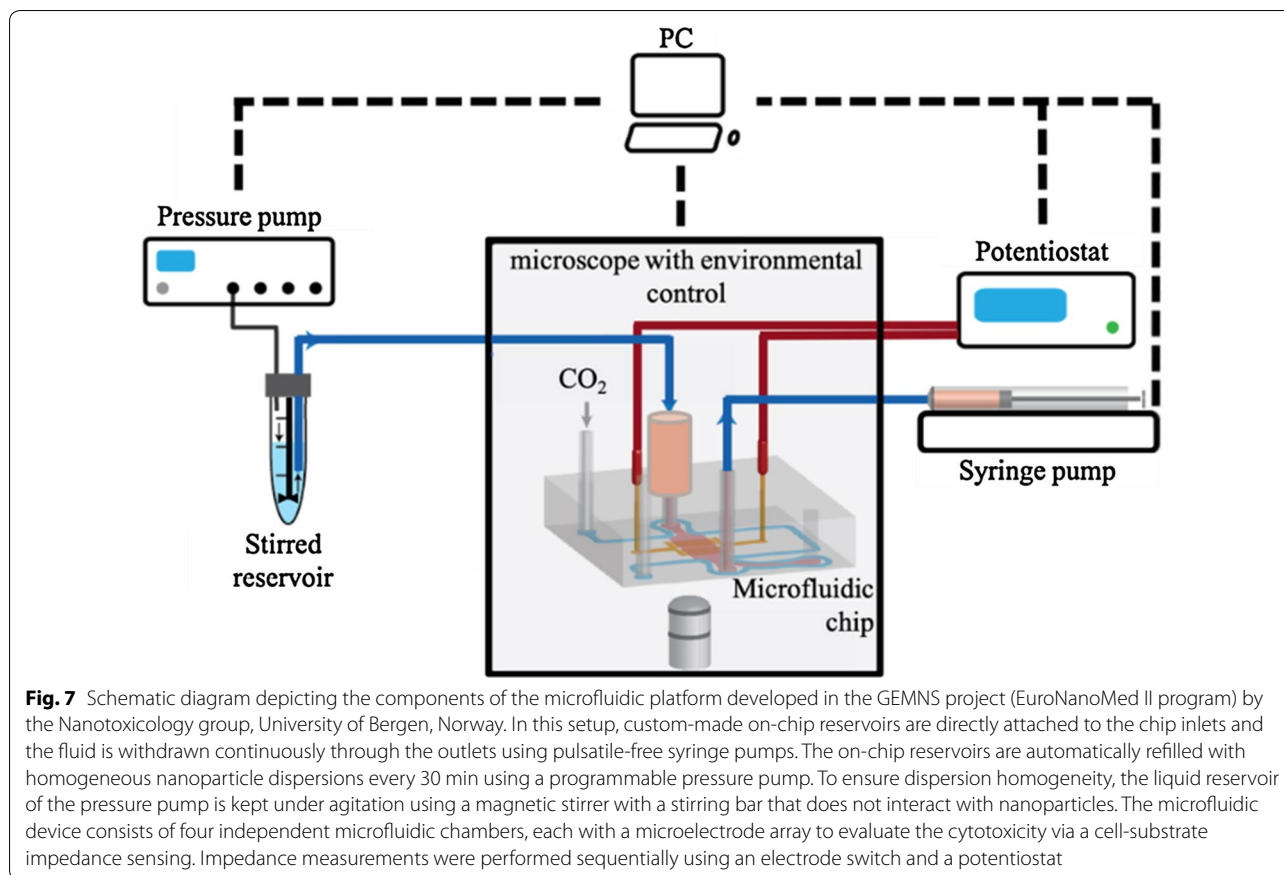 PC
Pressure pump
microscope with environmental
control
Potentiostat
CO₂
Syringe pump
Stirred
reservoir
Microfluidic
chip
Fig. 7 Schematic diagram depicting the components of the microfluidic platform developed in the GEMNS project (EuroNanoMed II program) by
the Nanotoxicology group, University of Bergen, Norway. In this setup, custom-made on-chip reservoirs are directly attached to the chip inlets and
the fluid is withdrawn continuously through the outlets using pulsatile-free syringe pumps. The on-chip reservoirs are automatically refilled with
homogeneous nanoparticle dispersions every 30 min using a programmable pressure pump. To ensure dispersion homogeneity, the liquid reservoir
of the pressure pump is kept under agitation using a magnetic stirrer with a stirring bar that does not interact with nanoparticles. The microfluidic
device consists of four independent microfluidic chambers, each with a microelectrode array to evaluate the cytotoxicity via a cell-substrate
impedance sensing. Impedance measurements were performed sequentially using an electrode switch and a potentiostat